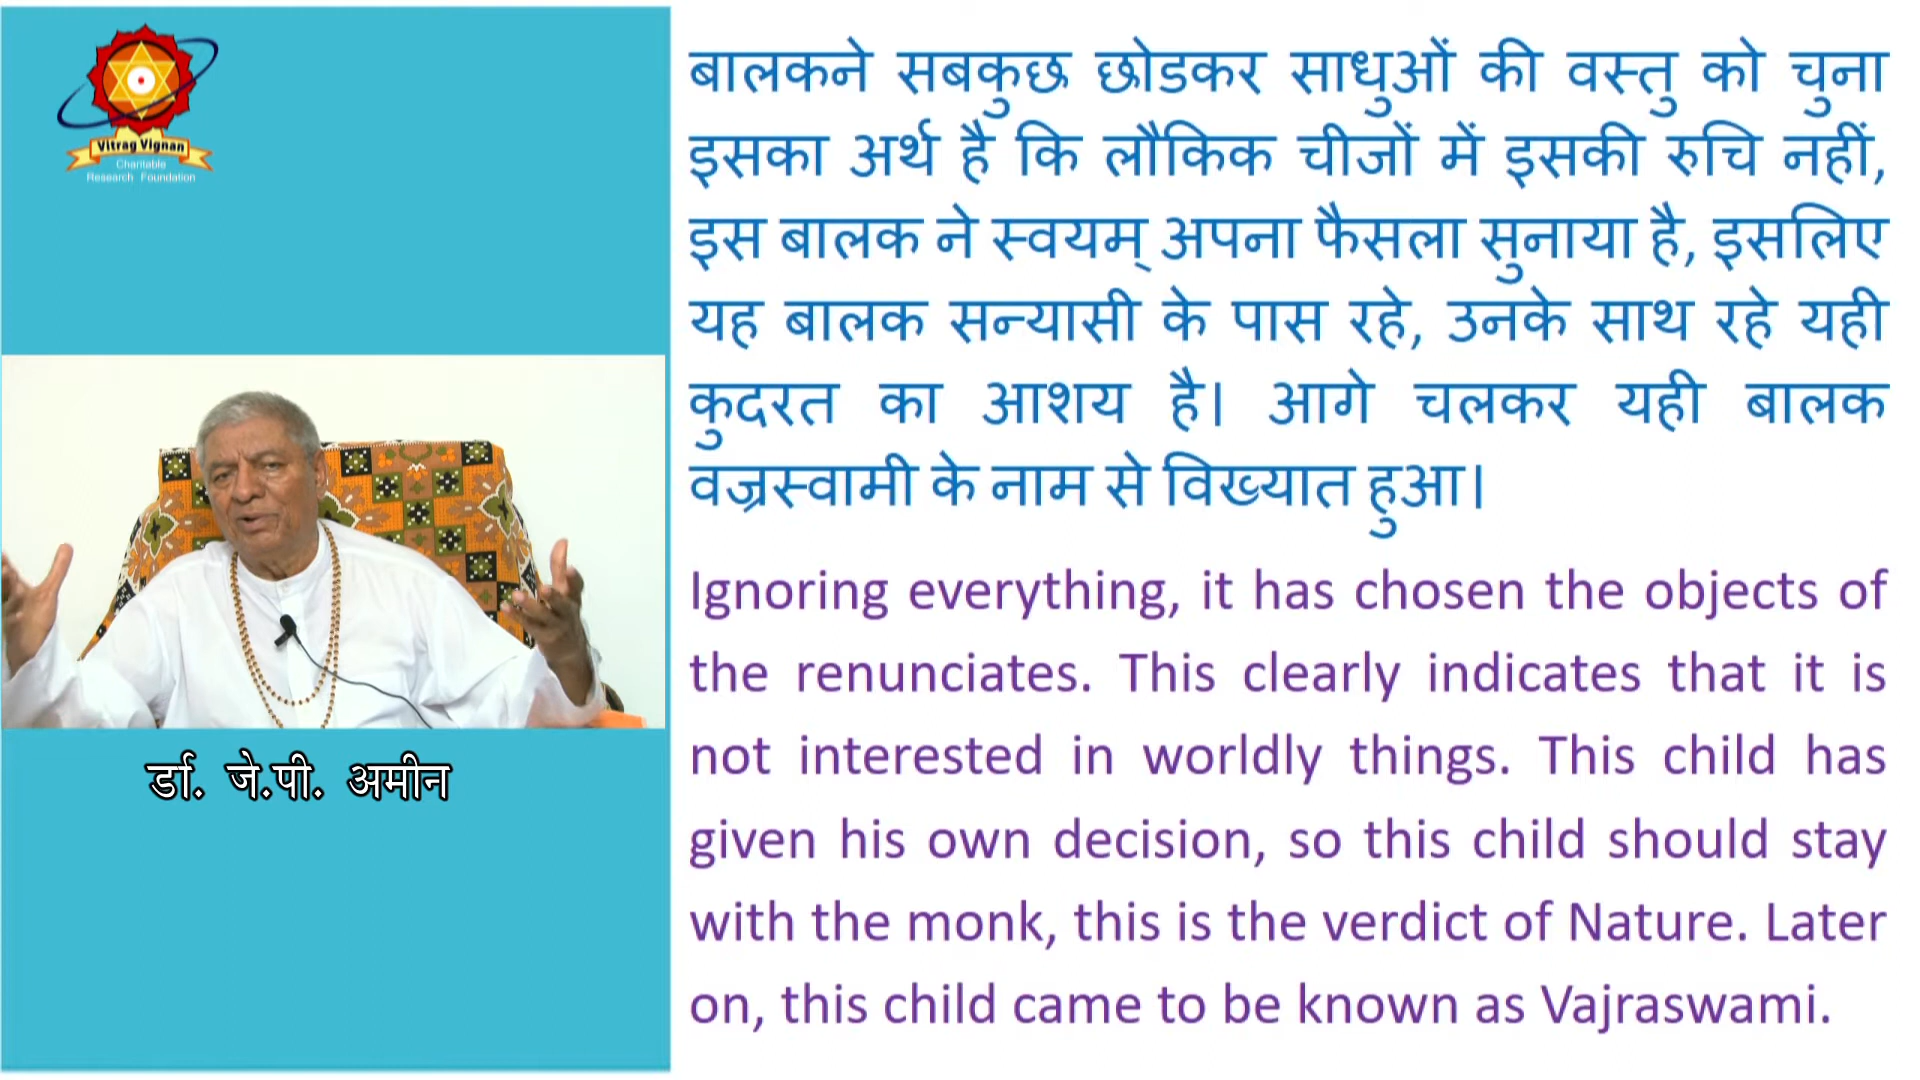 Vitrag Vignan
Charitable
Research Foundation
डॉ. जे.पी. अमीन
बालकने सबकुछ छोडकर साधुओं की वस्तु को चुना
इसका अर्थ है कि लौकिक चीजों में इसकी रुचि नहीं,
इस बालक ने स्वयम् अपना फैसला सुनाया है, इसलिए
यह बालक सन्यासी के पास रहे, उनके साथ रहे यही
कुदरत का आशय है। आगे चलकर यही बालक
वज्रस्वामी के नाम से विख्यात हुआ।
Ignoring everything, it has chosen the objects of
the renunciates. This clearly indicates that it is
not interested in worldly things. This child has
given his own decision, so this child should stay
with the monk, this is the verdict of Nature. Later
on, this child came to be known as Vajraswami.